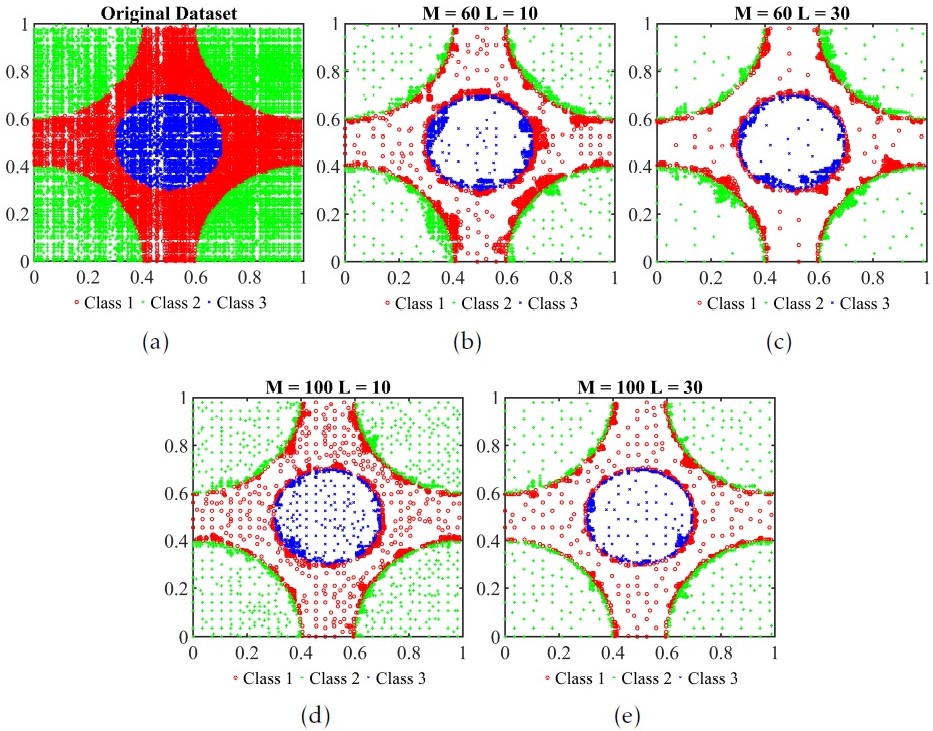 Original Dataset
M = 60 L = 10
M = 60 L = 30
1
0.8
0.6
0.4
0.2
0
0 0.2 0.4 0.6 0.8 1
Class 1 Class 2 Class 3
(a)
1
0.8
0.6
0.4
0.2
0
0 0.2 0.4 0.6 0.8 1
Class 1 Class 2 Class 3
(b)
1
0.8
0.6
0.4
0.2
0
0 0.2 0.4 0.6 0.8 1
Class 1 Class 2 Class 3
(c)
M = 100 L = 10
M = 100 L = 30
1
0.8
0.6
0.4
0.2
0
0 0.2 0.4 0.6 0.8 1
Class 1 Class 2 Class 3
(d)
1
0.8
0.6
0.4
0.2
0
0 0.2 0.4 0.6 0.8 1
Class 1 Class 2 Class 3
(e)